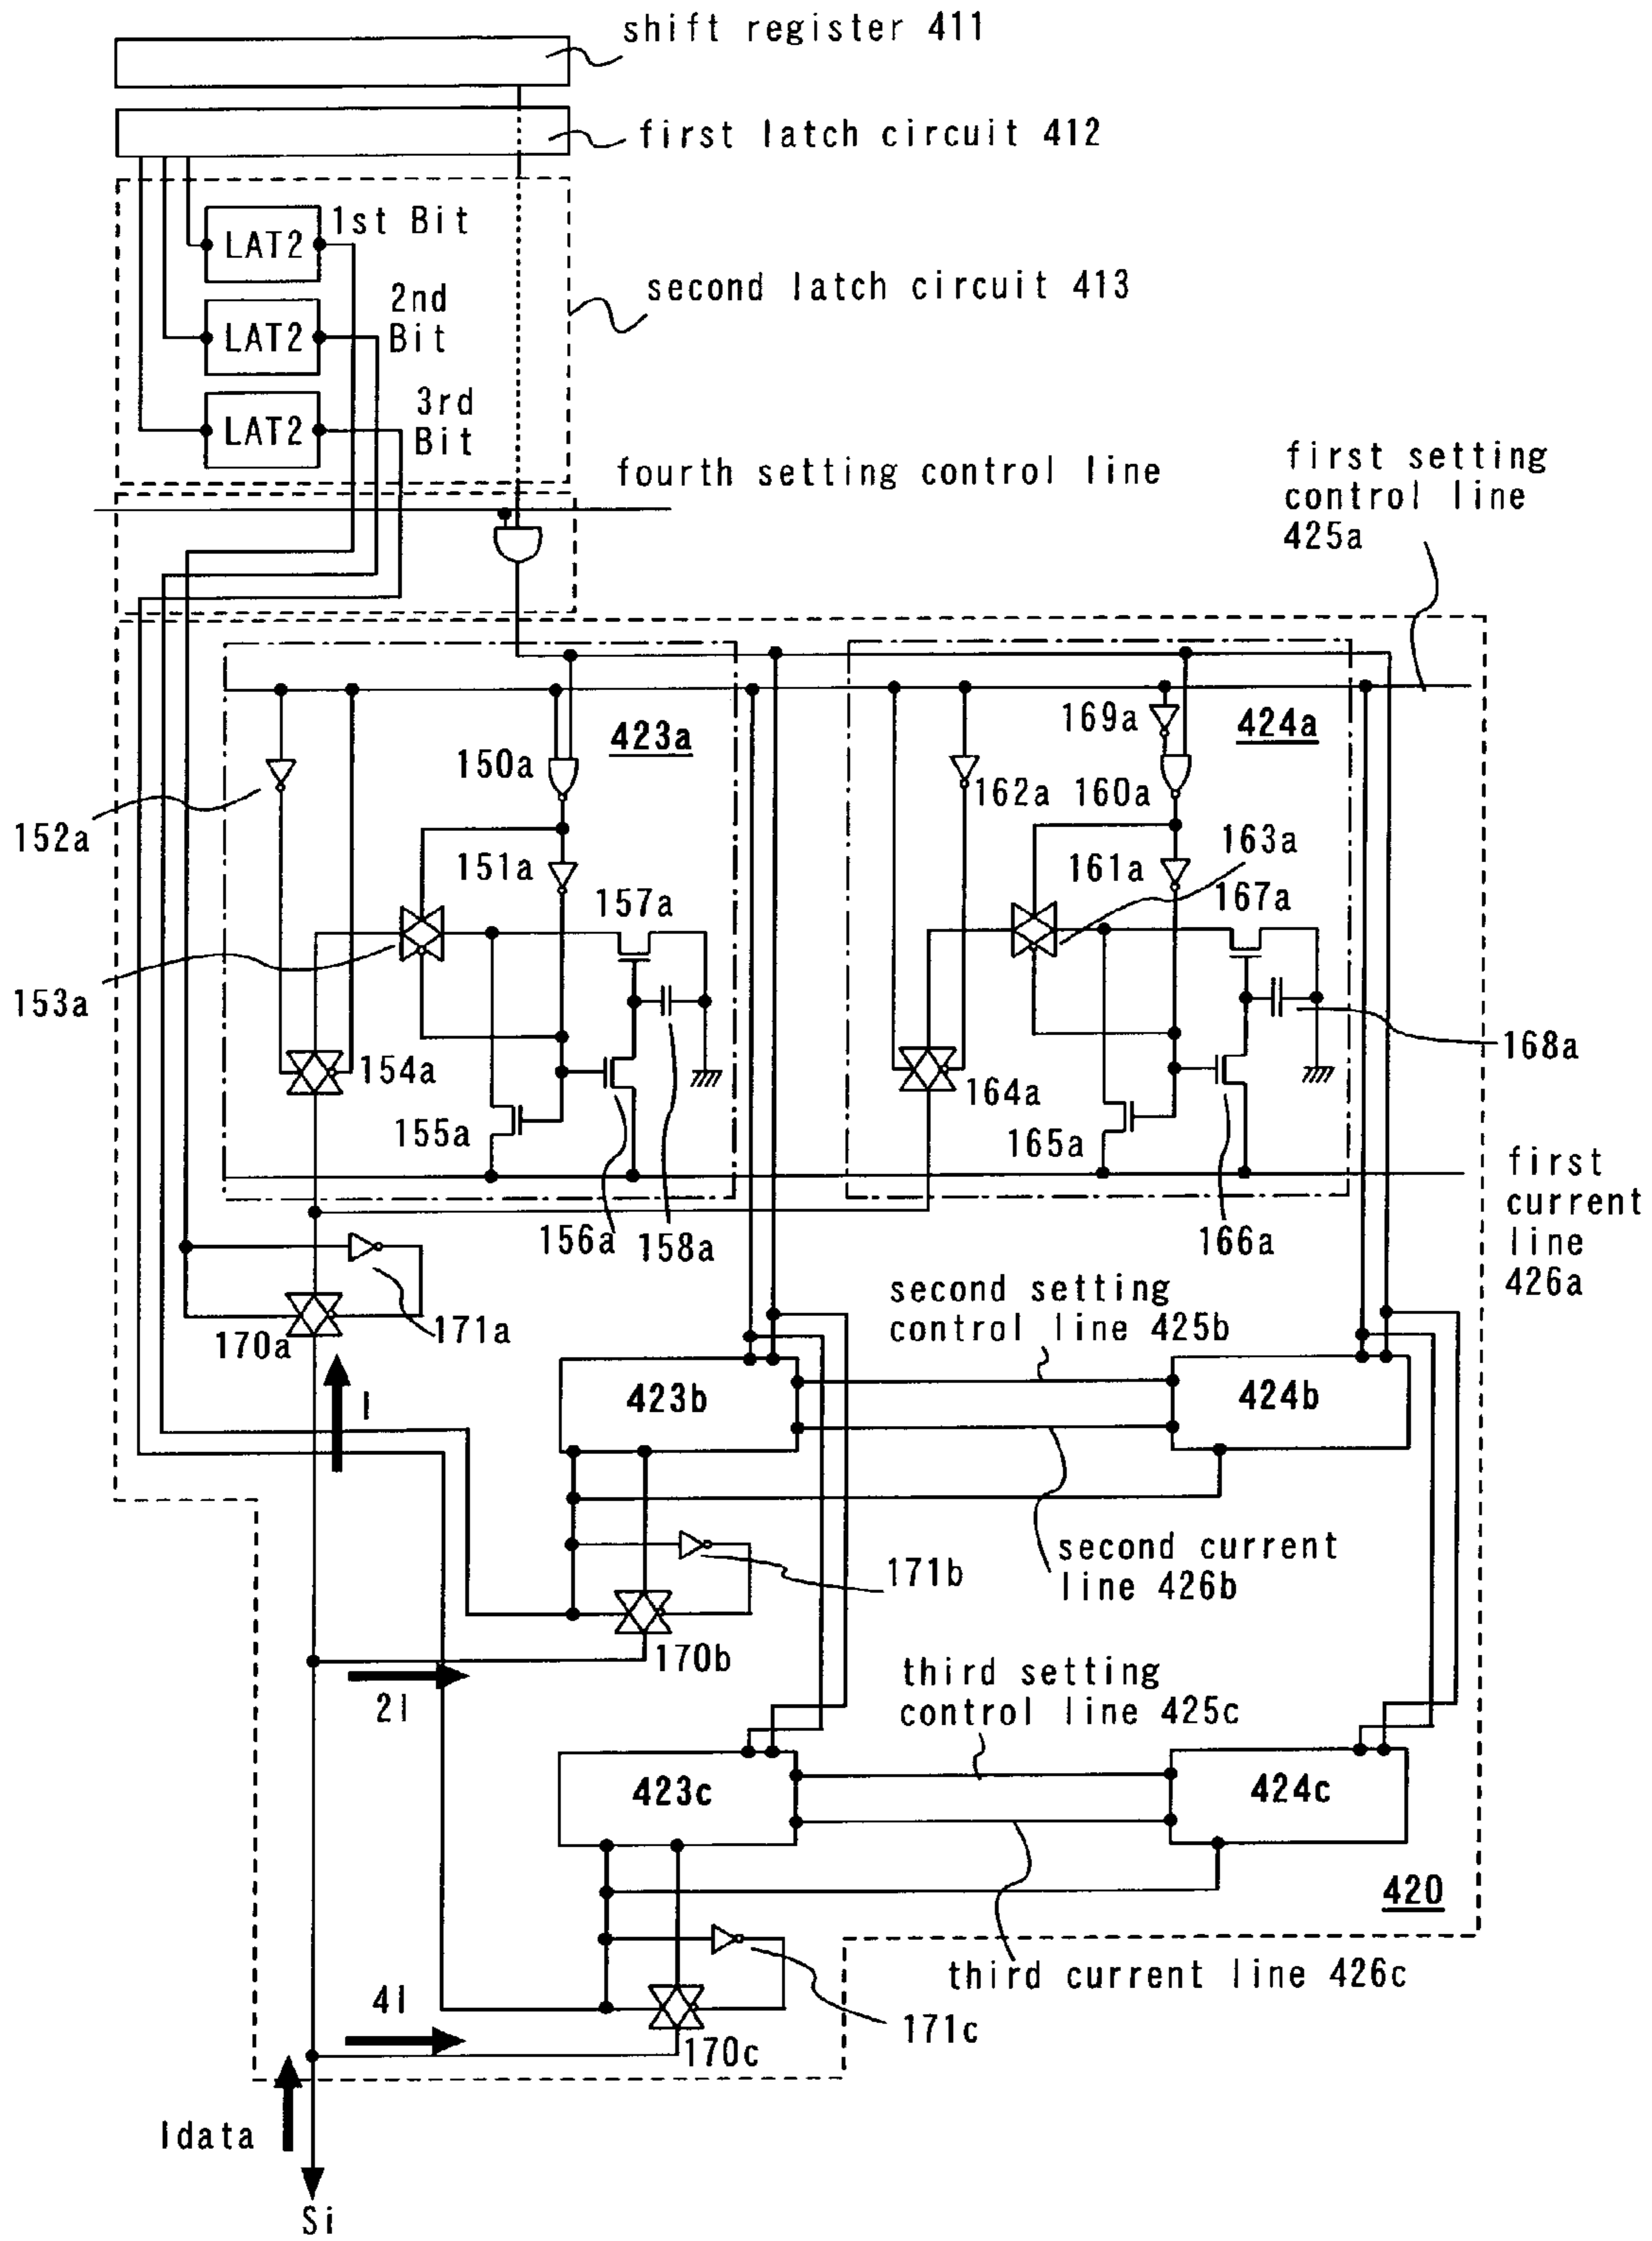 shift register 411
first latch circuit 412
LAT2
1st Bit
LAT2
2nd
Bit
LAT2
3rd
Bit
second latch circuit 413
fourth setting control line
first setting
control line
425a
423a
150a
151a
152a
153a
154a
155a
156a
157a
158a
424a
169a
162a
160a
161a
163a
167a
164a
165a
166a
168a
first
current
line
426a
170a
171a
I
second setting
control line 425b
423b
424b
second current
line 426b
171b
170b
2I
third setting
control line 425c
423c
424c
420
third current line 426c
171c
170c
4I
Idata
Si